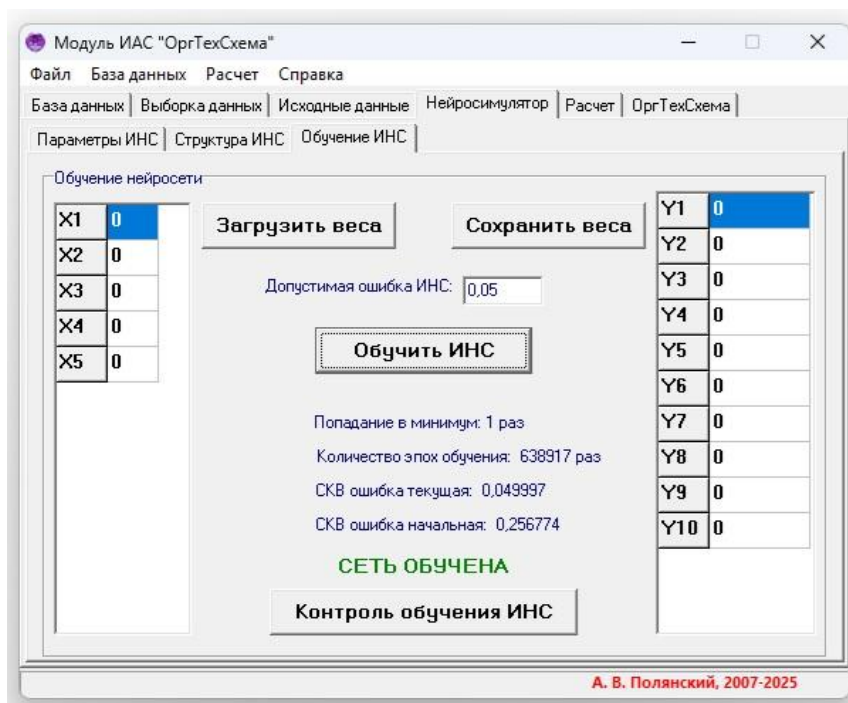 Модуль ИАС "ОргТехСхема"
Файл База данных Расчет Справка
База данных Выборка данных Исходные данные Нейросимулятор Расчет ОргТехСхема
Параметры ИНС Структура ИНС Обучение ИНС
Обучение нейросети
X1 0
X2 0
X3 0
X4 0
X5 0
Загрузить веса
Сохранить веса
Допустимая ошибка ИНС: 0,05
Обучить ИНС
Попадание в минимум: 1 раз
Количество эпох обучения: 638917 раз
СКВ ошибка текущая: 0,049997
СКВ ошибка начальная: 0,256774
СЕТЬ ОБУЧЕНА
Контроль обучения ИНС
Y1 0
Y2 0
Y3 0
Y4 0
Y5 0
Y6 0
Y7 0
Y8 0
Y9 0
Y10 0
А. В. Полянский, 2007-2025